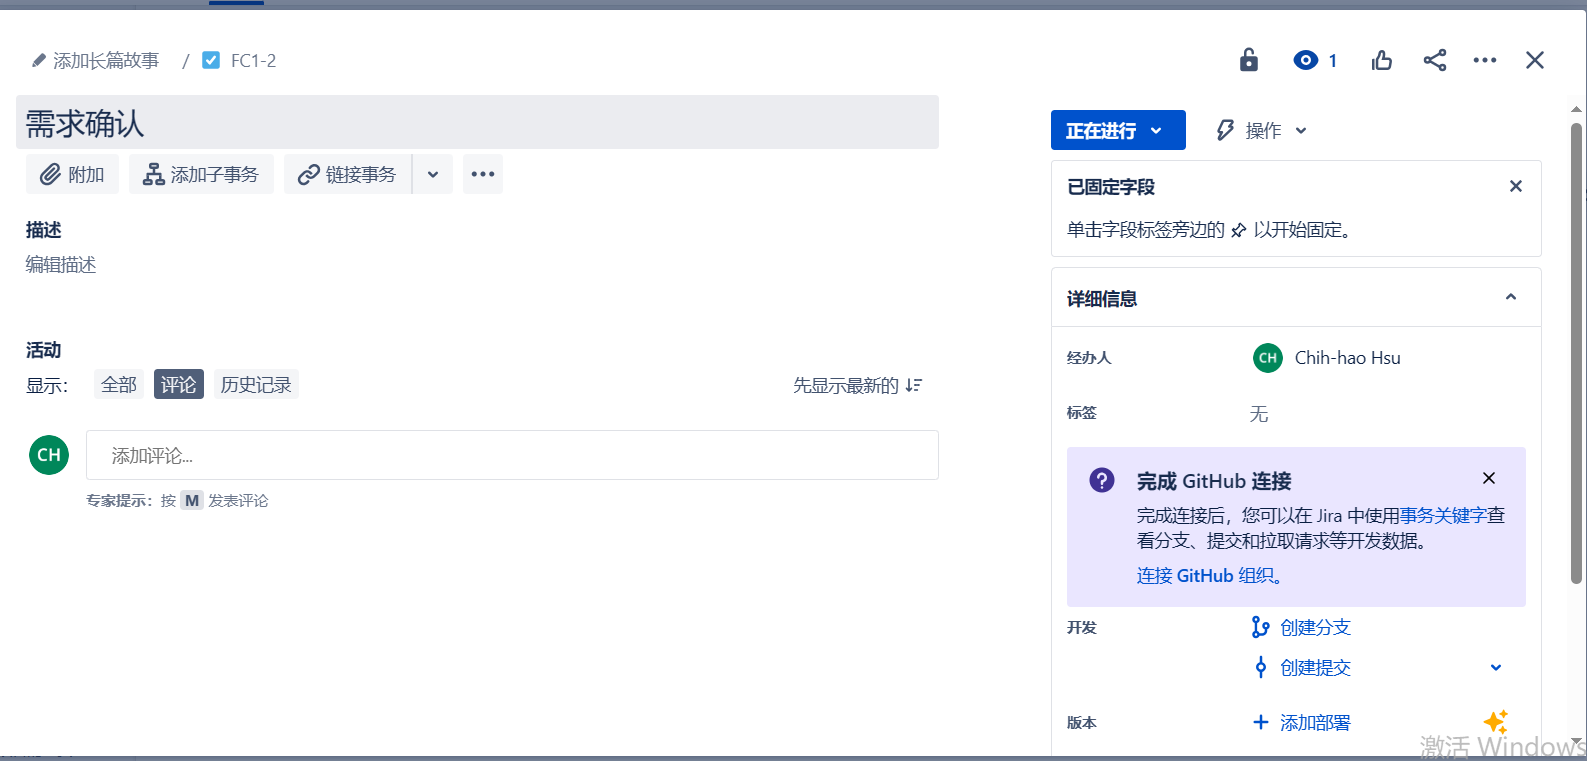 添加长篇故事 / FC1-2
1
需求确认
正在进行
操作
附加
添加子事务
链接事务
已固定字段
单击字段标签旁边的 以开始固定。
描述
编辑描述
详细信息
活动
显示：
全部
评论
历史记录
先显示最新的
经办人
CH
Chih-hao Hsu
标签
无
CH
添加评论...
专家提示：按 M 发表评论
完成 GitHub 连接
完成连接后，您可以在 Jira 中使用事务关键字查
看分支、提交和拉取请求等开发数据。
连接 GitHub 组织。
开发
创建分支
创建提交
版本
添加部署
激活 Windows